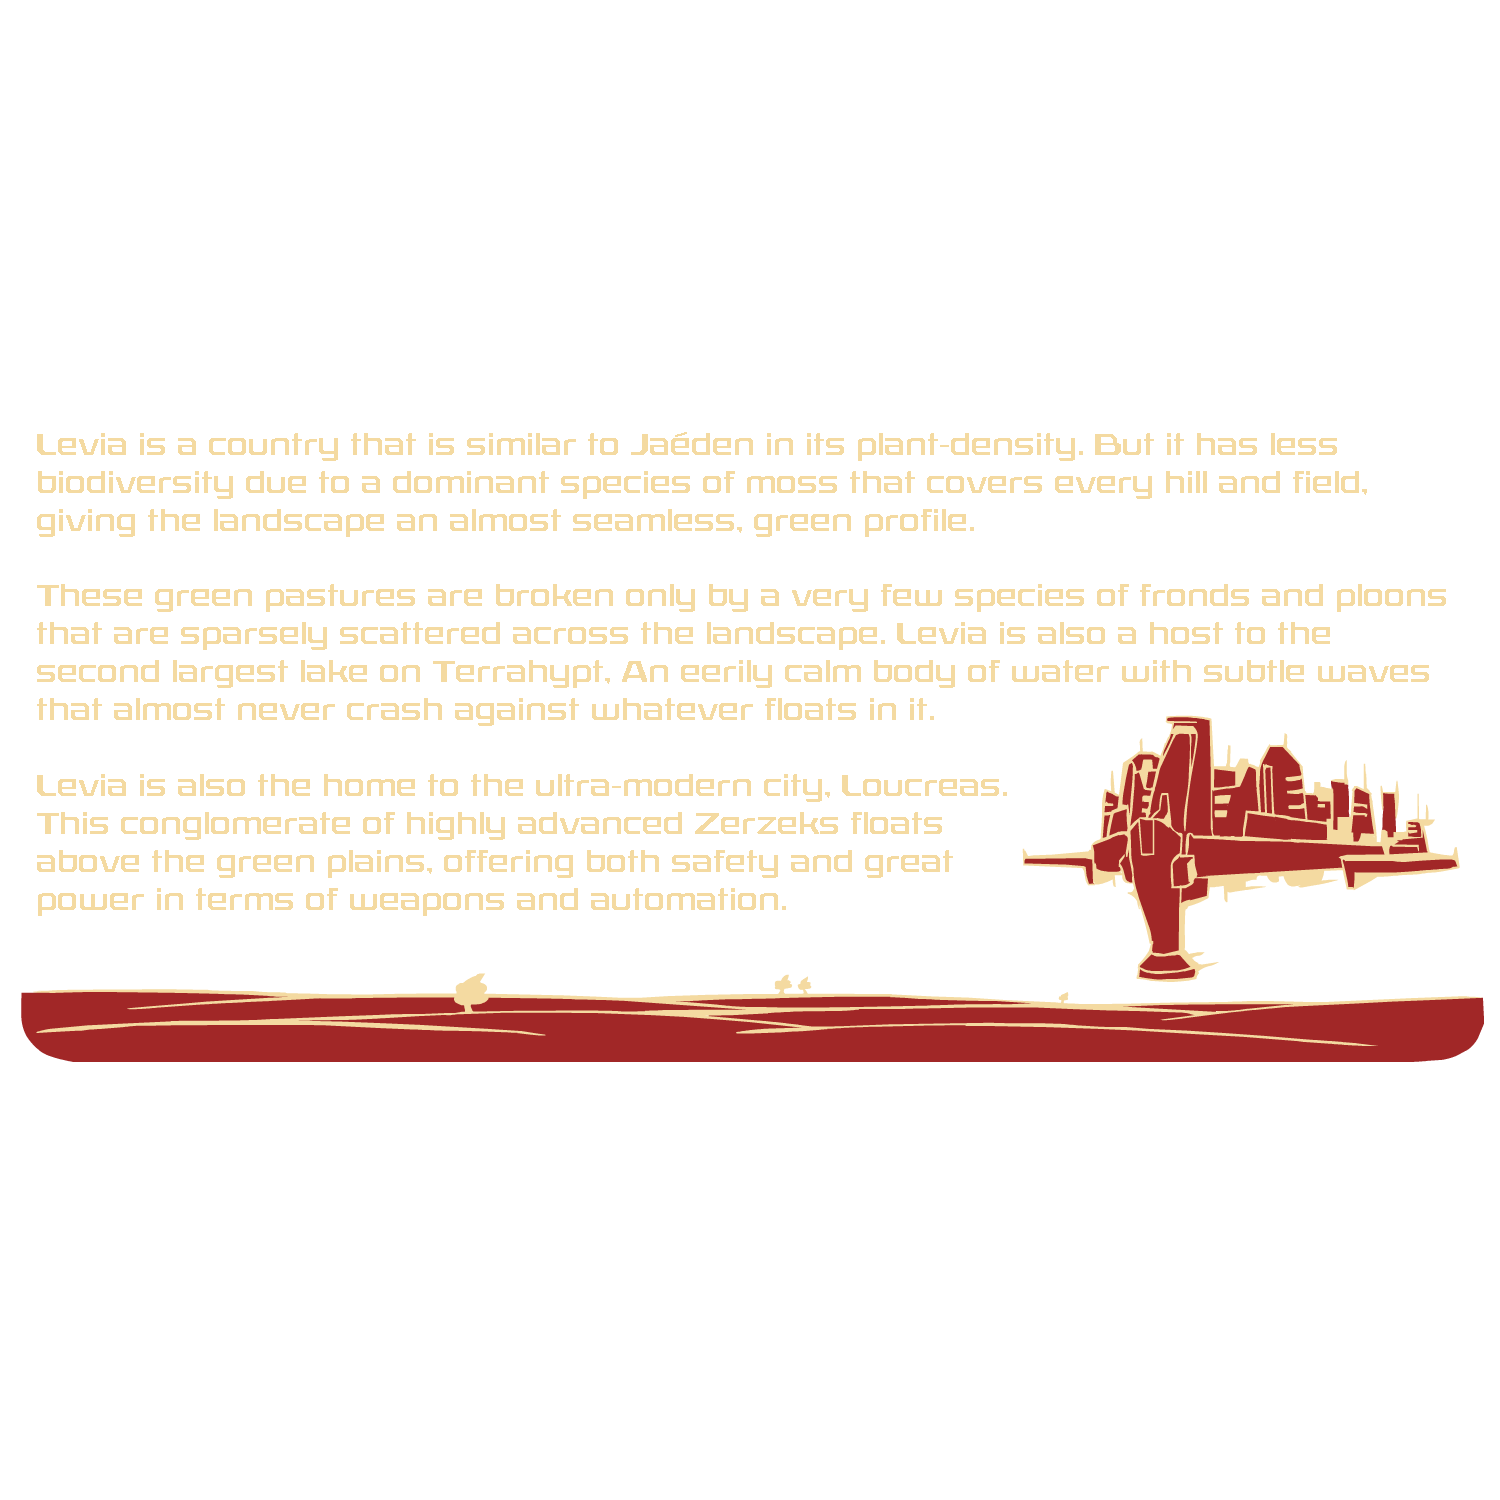 Levia is a country that is similar to Jaéden in its plant-density. But it has less
biodiversity due to a dominant species of moss that covers every hill and field,
giving the landscape an almost seamless, green profile.
These green pastures are broken only by a very few species of fronds and ploons
that are sparsely scattered across the landscape. Levia is also a host to the
second largest lake on Terrahypt, An eerily calm body of water with subtle waves
that almost never crash against whatever floats in it.
Levia is also the home to the ultra-modern city, Loucreas.
This conglomerate of highly advanced Zerzeks floats
above the green plains, offering both safety and great
power in terms of weapons and automation.